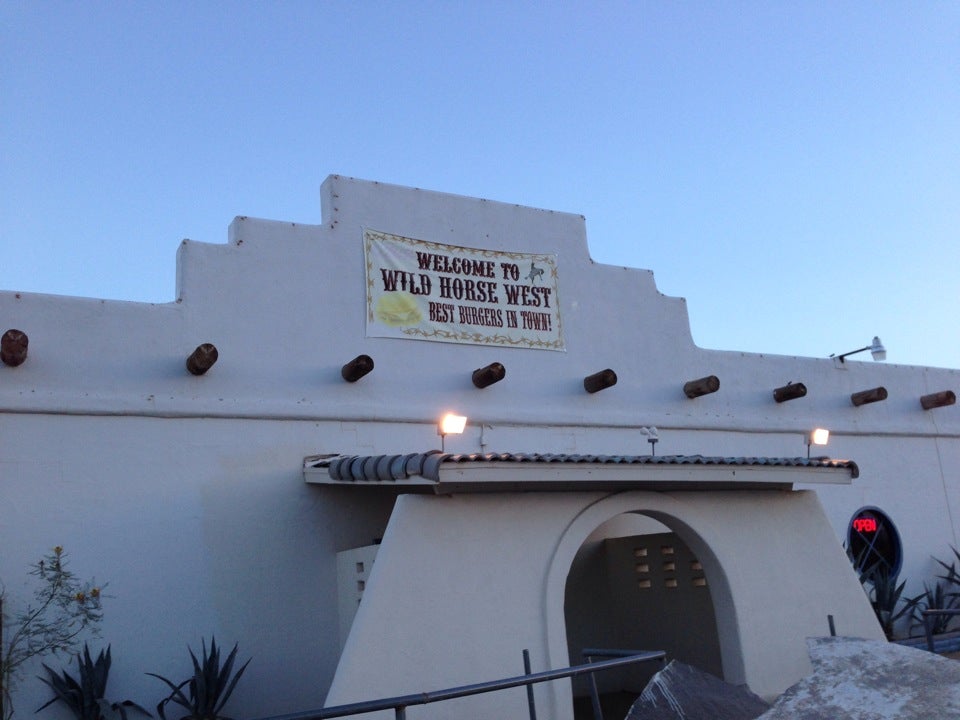 WELCOME TO
WILD HORSE WEST
BEST BURGERS IN TOWN!
OPEN